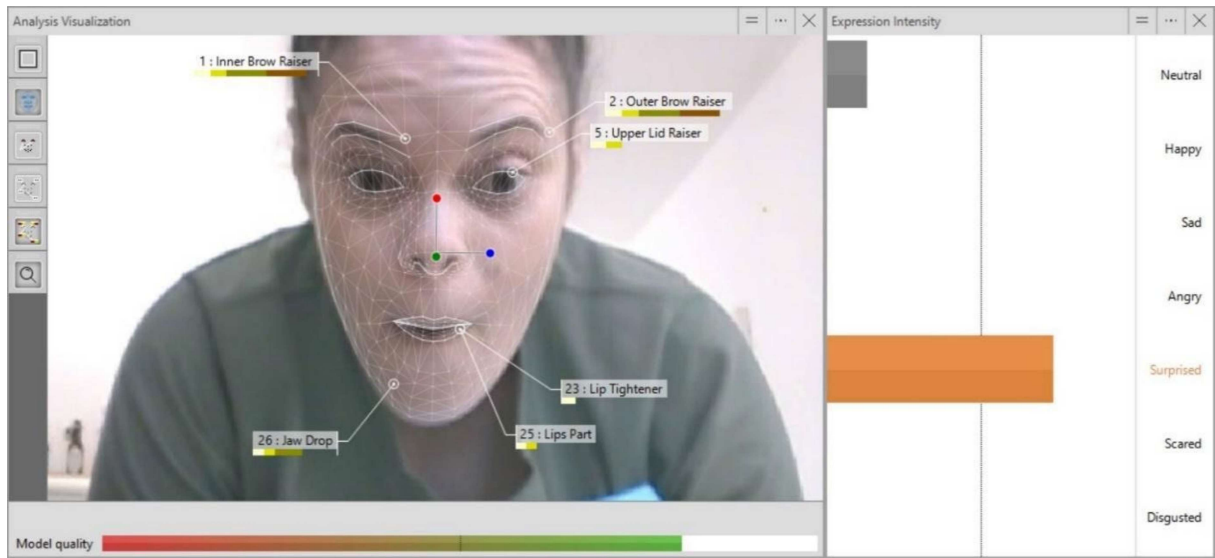 Analysis Visualization
Expression Intensity
1 : Inner Brow Raiser
2 : Outer Brow Raiser
5 : Upper Lid Raiser
23 : Lip Tightener
25 : Lips Part
26 : Jaw Drop
Model quality
Neutral
Happy
Sad
Angry
Surprised
Scared
Disgusted